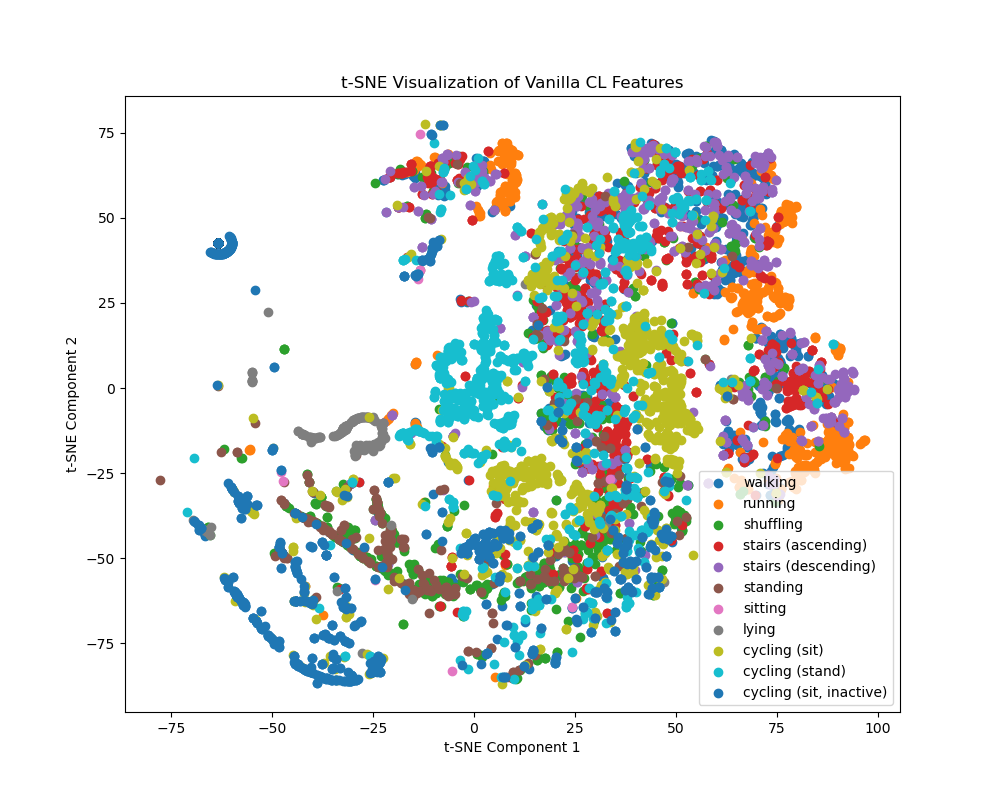 t-SNE Visualization of Vanilla CL Features
75
50
25
0
−25
−50
−75
t-SNE Component 2
walking
running
shuffling
stairs (ascending)
stairs (descending)
standing
sitting
lying
cycling (sit)
cycling (stand)
cycling (sit, inactive)
−75 −50 −25 0 25 50 75 100
t-SNE Component 1